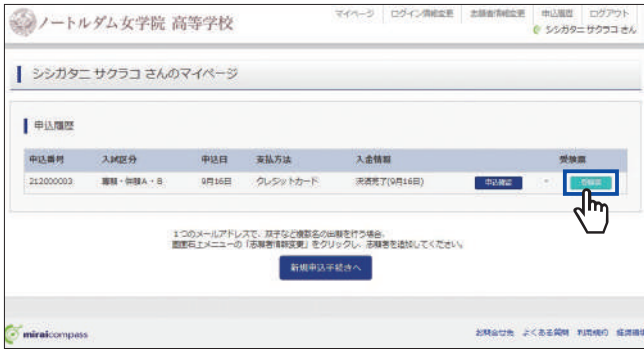 ノートルダム女学院 高等学校
マイページ ログイン情報変更 志願者情報変更 申込履歴 ログアウト
シシガタニ サクラコ さん
シシガタニ サクラコ さんのマイページ
申込履歴
申込番号 入試区分 申込日 支払方法 入金情報 受験票
212000003 専願・併願A・B 9月16日 クレジットカード 決済完了(9月16日) 申込確認 - 受験票
1つのメールアドレスで、双子など複数名の出願を行う場合、
画面右上メニューの「志願者情報変更」をクリックし、志願者を追加してください。
新規申込手続きへ
miraicompass
お問合せ先 よくある質問 利用規約 推奨環境